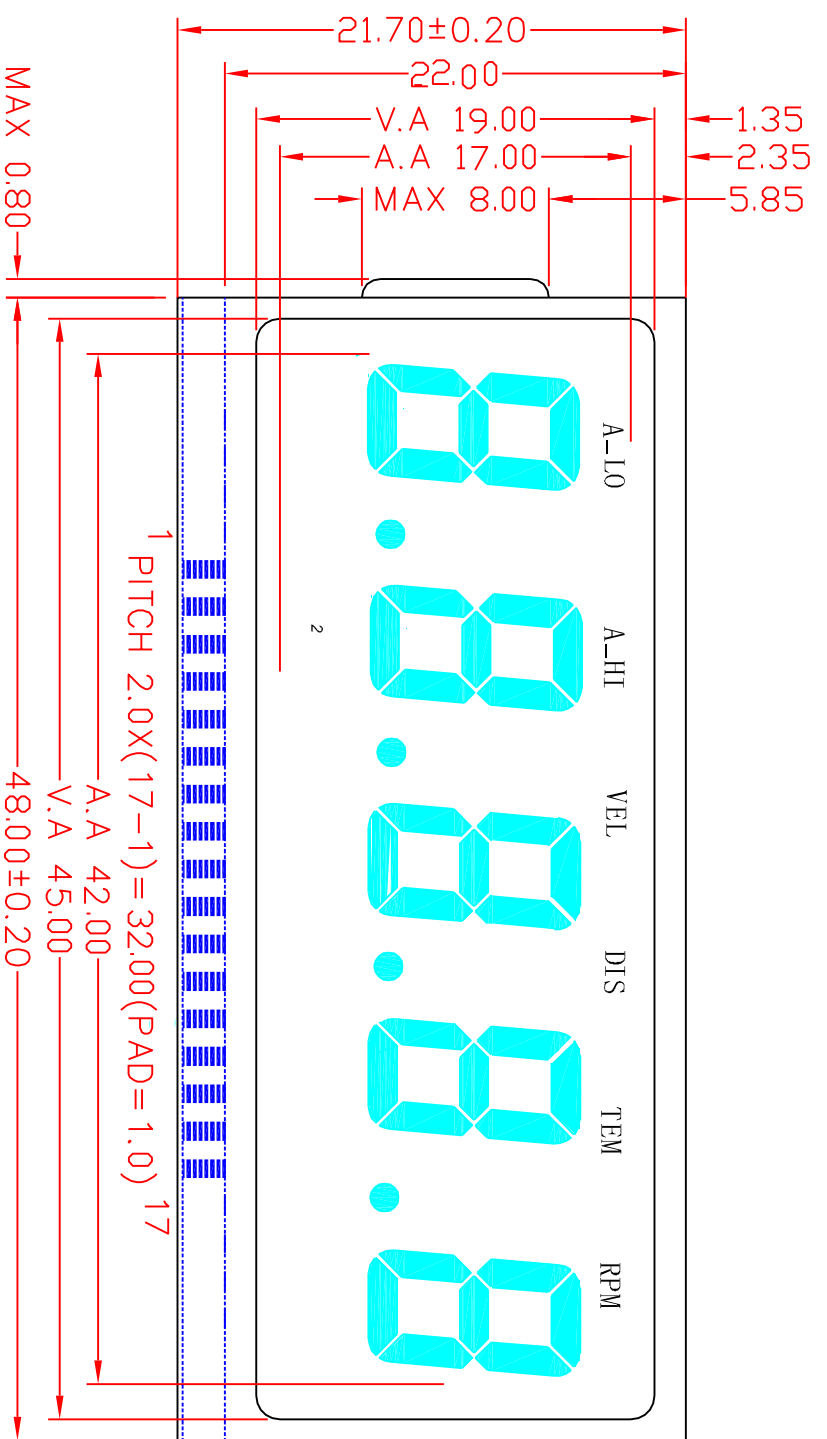 21.70±0.20
22.00
V.A 19.00
1.35
A.A 17.00
2.35
MAX 8.00
5.85
MAX 0.80
A-LO
A-HI
VEL
DIS
TEM
RPM
2
1
17
PITCH 2.0X(17-1)=32.00(PAD=1.0)
A.A 42.00
V.A 45.00
48.00±0.20